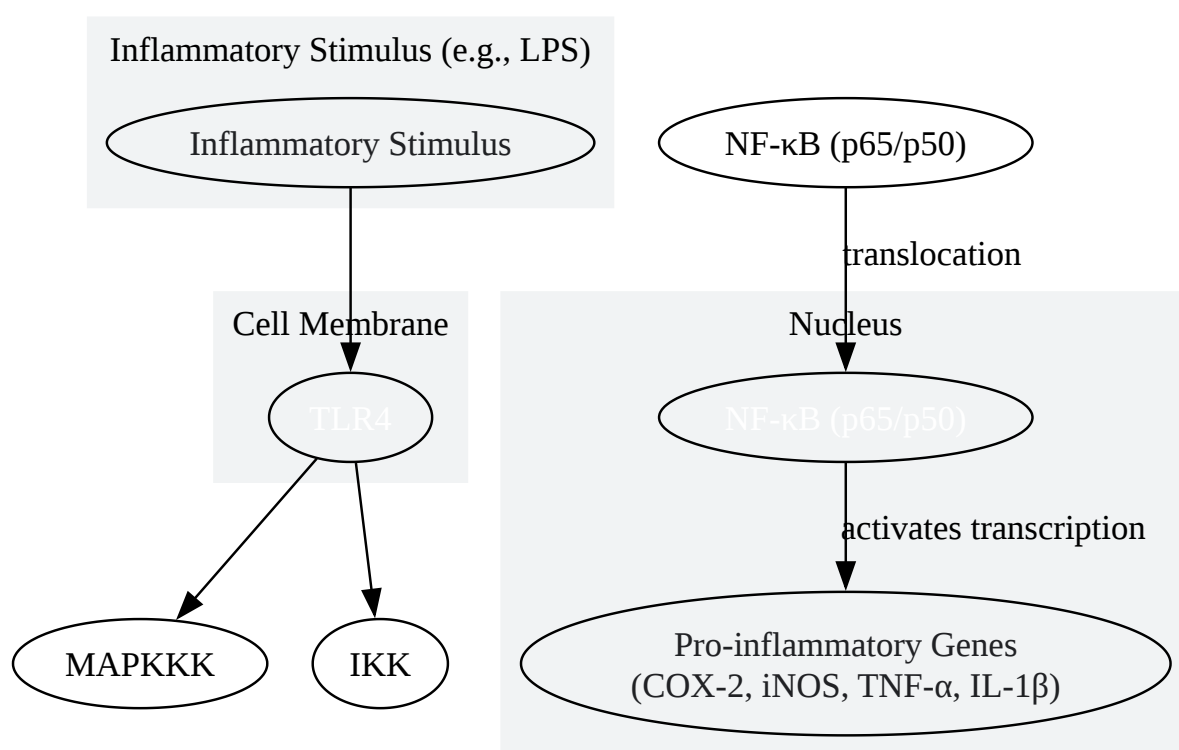 Inflammatory Stimulus (e.g., LPS)
Inflammatory Stimulus
NF-κB (p65/p50)
translocation
Cell Membrane
Nucleus
TLR4
NF-κB (p65/p50)
activates transcription
MAPKKK
IKK
Pro-inflammatory Genes
(COX-2, iNOS, TNF-α, IL-1β)